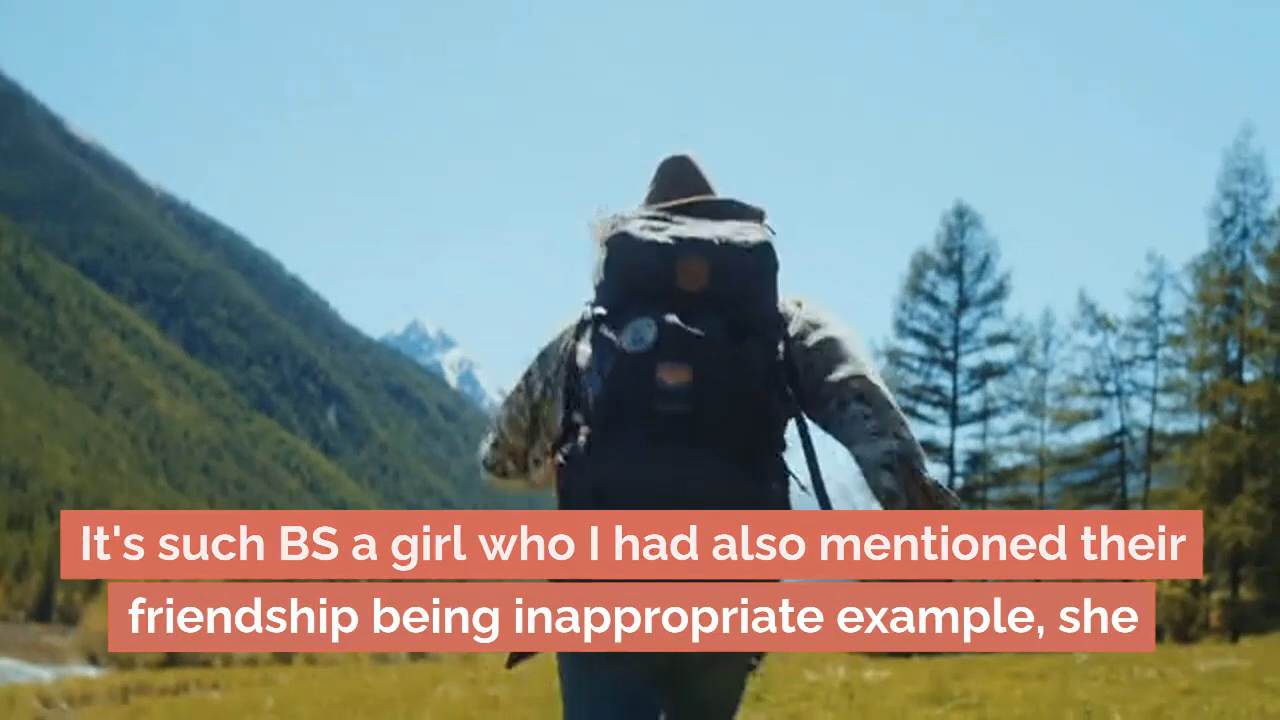 It's such BS a girl who I had also mentioned their
friendship being inappropriate example, she